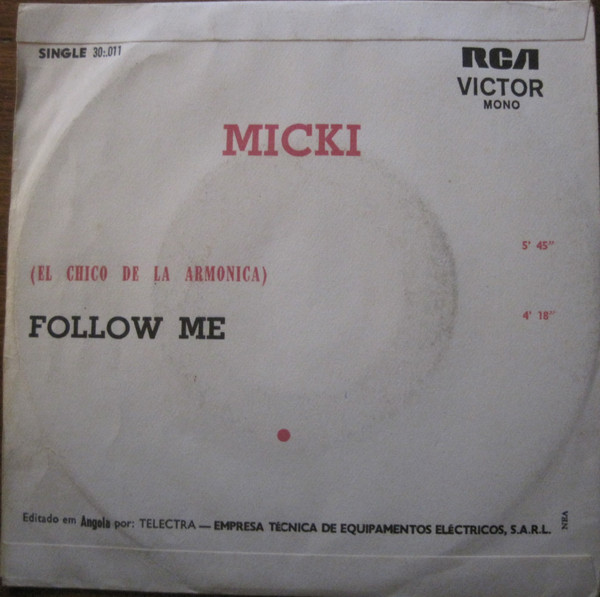 SINGLE 30-.011
RCA
VICTOR
MONO
MICKI
5' 45"
(EL CHICO DE LA ARMONICA)
4' 18"
FOLLOW ME
Editado em Angola por: TELECTRA — EMPRESA TÉCNICA DE EQUIPAMENTOS ELÉCTRICOS, S.A.R.L.